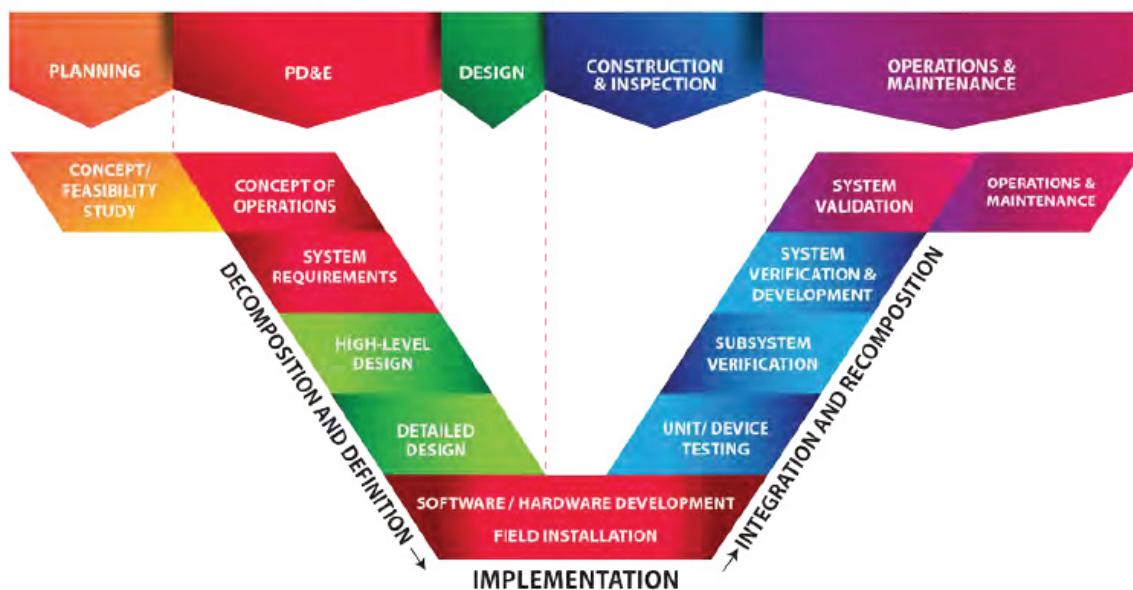 PLANNING
PD&E
DESIGN
CONSTRUCTION
& INSPECTION
OPERATIONS &
MAINTENANCE
CONCEPT/
FEASIBILITY
STUDY
CONCEPT OF
OPERATIONS
SYSTEM
REQUIREMENTS
HIGH-LEVEL
DESIGN
DETAILED
DESIGN
DECOMPOSITION AND DEFINITION
SOFTWARE / HARDWARE DEVELOPMENT
FIELD INSTALLATION
IMPLEMENTATION
UNIT/ DEVICE
TESTING
SUBSYSTEM
VERIFICATION
SYSTEM
VERIFICATION &
DEVELOPMENT
SYSTEM
VALIDATION
OPERATIONS &
MAINTENANCE
INTEGRATION AND RECOMPOSITION